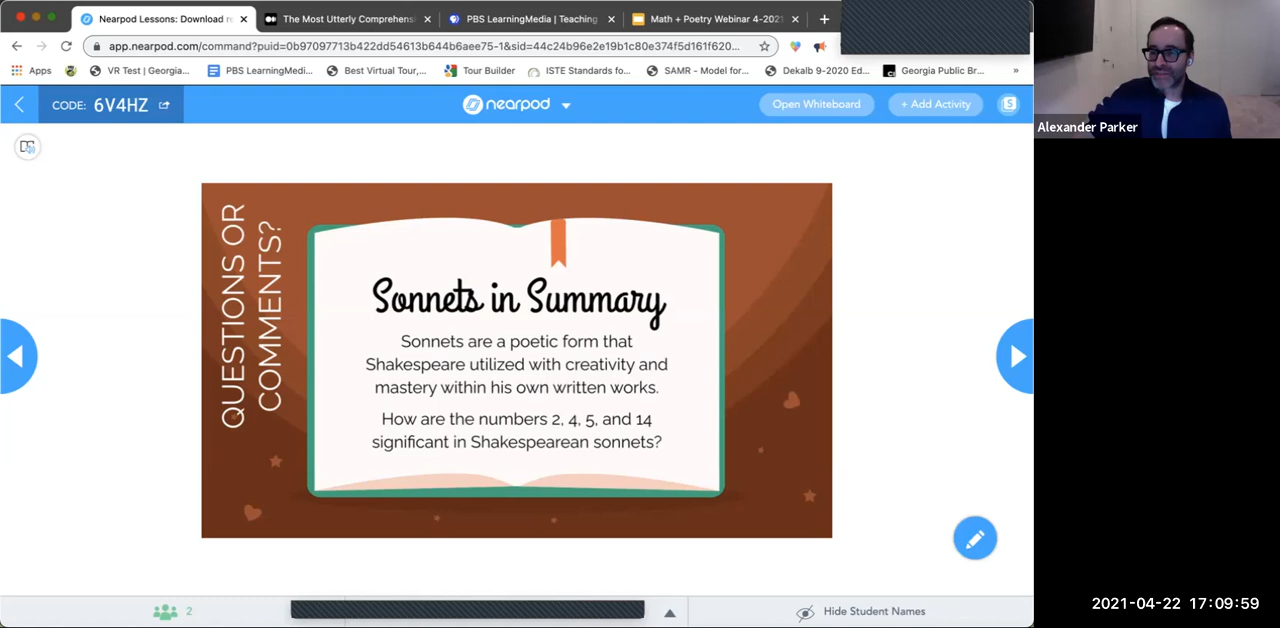 Nearpod Lessons: Download re
The Most Utterly Comprehens
PBS LearningMedia | Teaching
Math + Poetry Webinar 4-2021
app.nearpod.com/command?puid=0b97097713b422dd54613b644b6aee75-1&sid=44c24b96e2e19b1c80e374f5d161f620...
Apps
VR Test | Georgia...
PBS LearningMedi...
Best Virtual Tour,...
Tour Builder
ISTE Standards fo...
SAMR - Model for...
Dekalb 9-2020 Ed...
Georgia Public Br...
»
CODE: 6V4HZ
nearpod
Open Whiteboard
+ Add Activity
S
Alexander Parker
QUESTIONS OR
COMMENTS?
Sonnets in Summary
Sonnets are a poetic form that
Shakespeare utilized with creativity and
mastery within his own written works.
How are the numbers 2, 4, 5, and 14
significant in Shakespearean sonnets?
2
Hide Student Names
2021-04-22 17:09:59